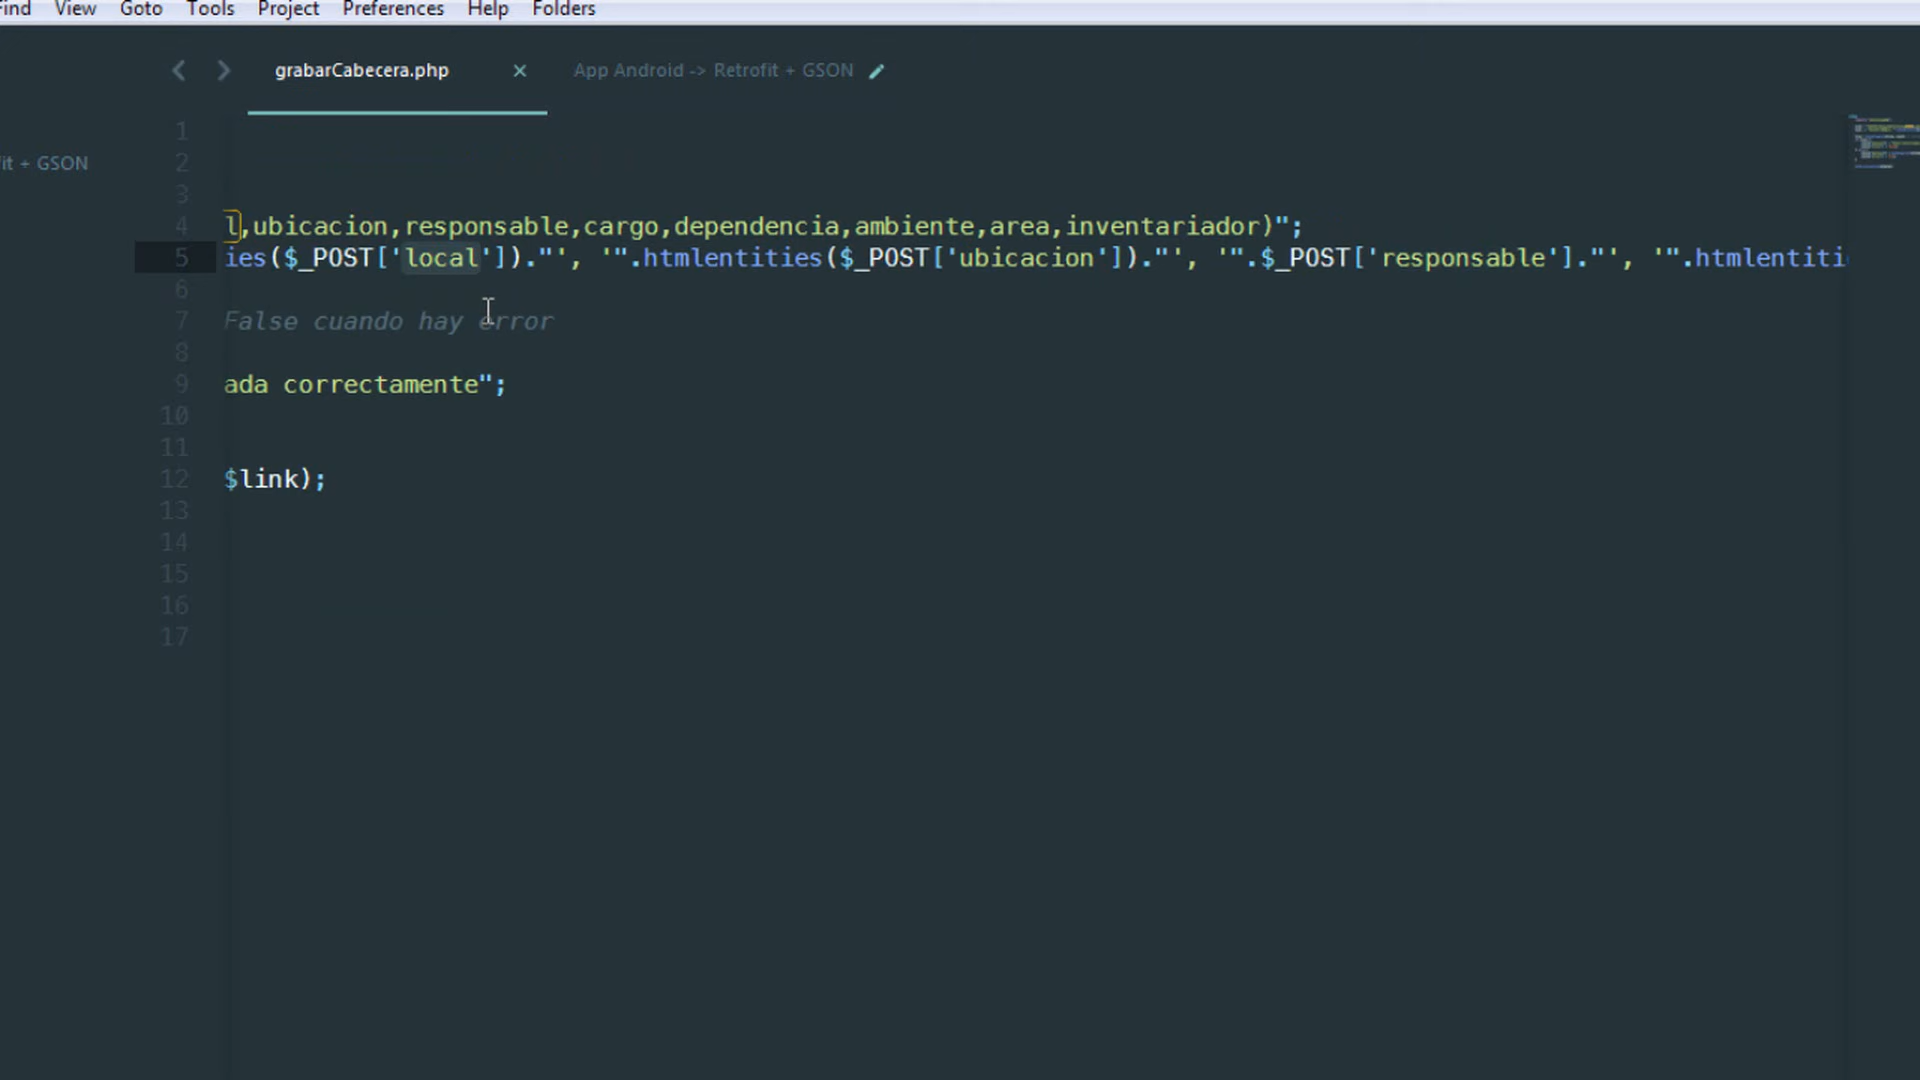 Find View Goto Tools Project Preferences Help Folders
grabarCabecera.php × App Android -> Retrofit + GSON
it + GSON
1
2
3
4 l,ubicacion,responsable,cargo,dependencia,ambiente,area,inventariador)";
5 ies($_POST['local'])."', '".htmlentities($_POST['ubicacion'])."', '".$_POST['responsable']."', '".htmlentiti
6
7 False cuando hay error
8
9 ada correctamente";
10
11
12 $link);
13
14
15
16
17